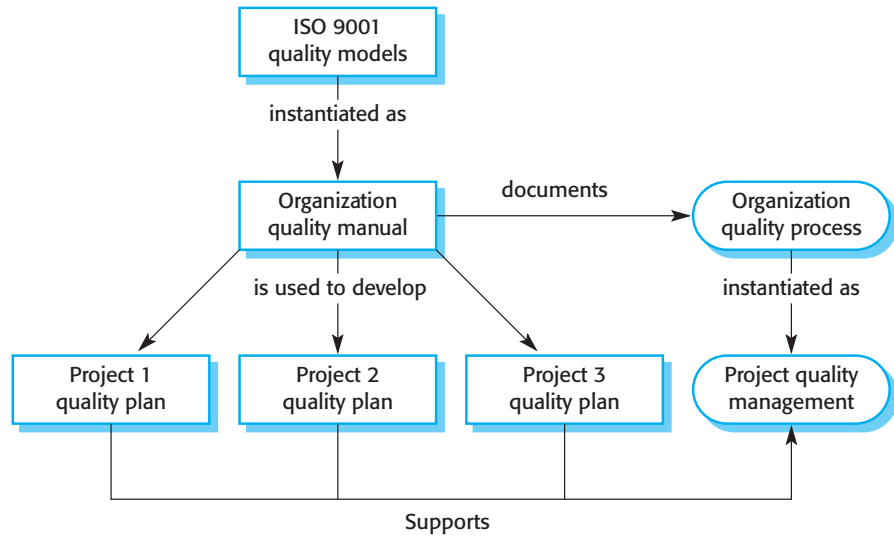 ISO 9001
quality models
instantiated as
Organization
quality manual
documents
Organization
quality process
is used to develop
instantiated as
Project 1
quality plan
Project 2
quality plan
Project 3
quality plan
Project quality
management
Supports